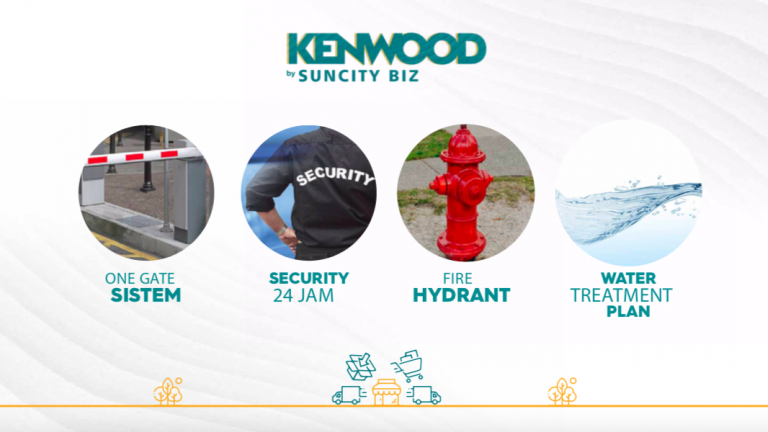 KENWOOD
by SUNCITY BIZ
SECURITY
ONE GATE
SISTEM
SECURITY
24 JAM
FIRE
HYDRANT
WATER
TREATMENT
PLAN